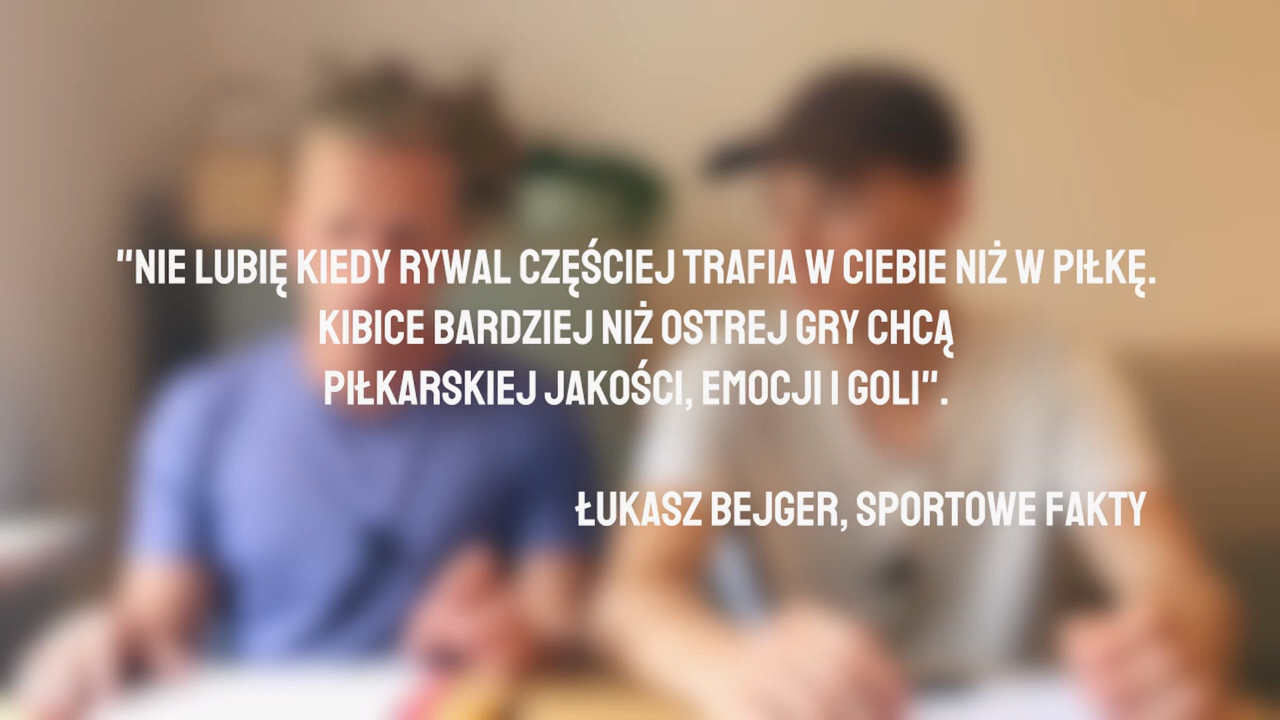 "NIE LUBIĘ KIEDY RYWAL CZĘŚCIEJ TRAFIA W CIEBIE NIŻ W PIŁKĘ.
KIBICE BARDZIEJ NIŻ OSTREJ GRY CHCĄ
PIŁKARSKIEJ JAKOŚCI, EMOCJI I GOLI".
ŁUKASZ BEJGER, SPORTOWE FAKTY